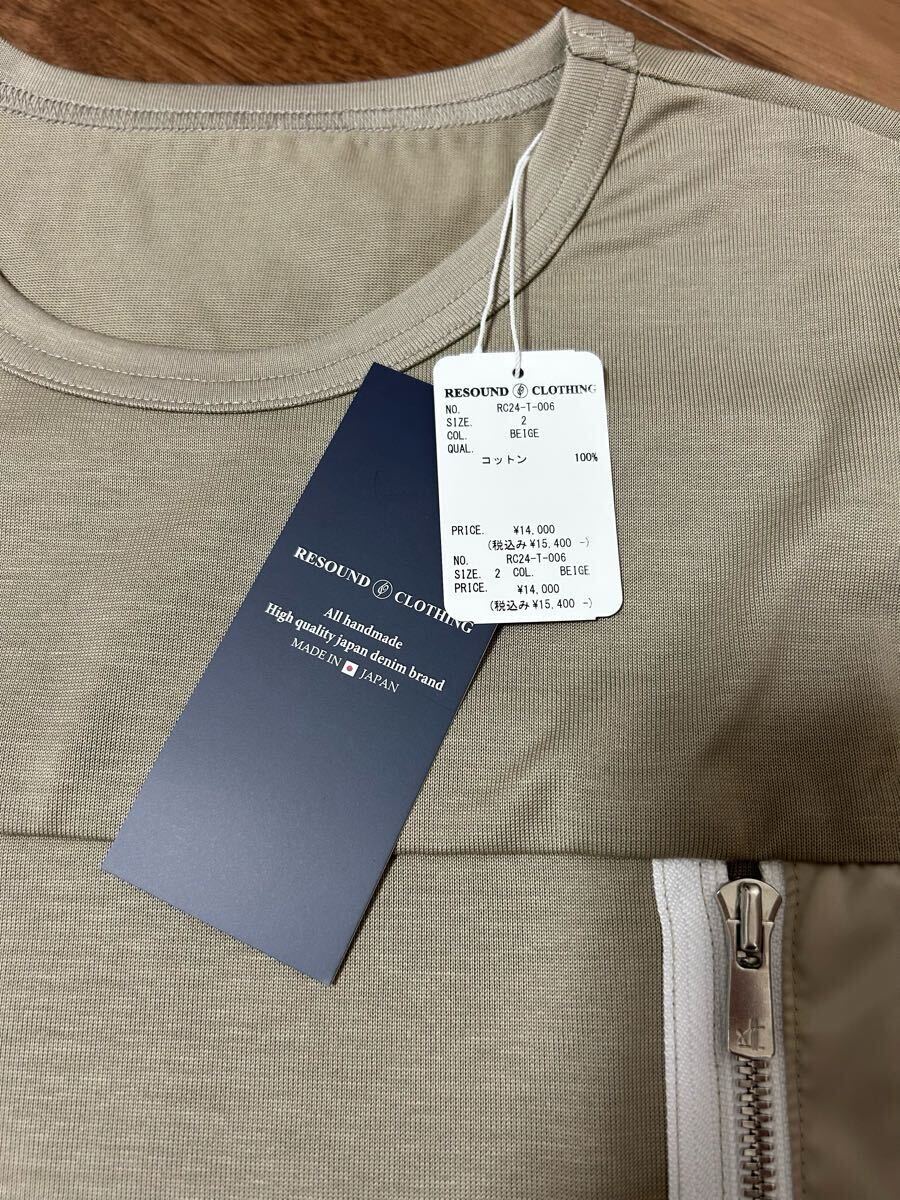 RESOUND CLOTHING
NO. RC24-T-006
SIZE. 2
COL. BEIGE
QUAL.
コットン 100%
PRICE. ¥14,000
(税込み¥15,400 -)
NO. RC24-T-006
SIZE. 2 COL. BEIGE
PRICE. ¥14,000
(税込み¥15,400 -)
RESOUND CLOTHING
All handmade
High quality japan denim brand
MADE IN JAPAN